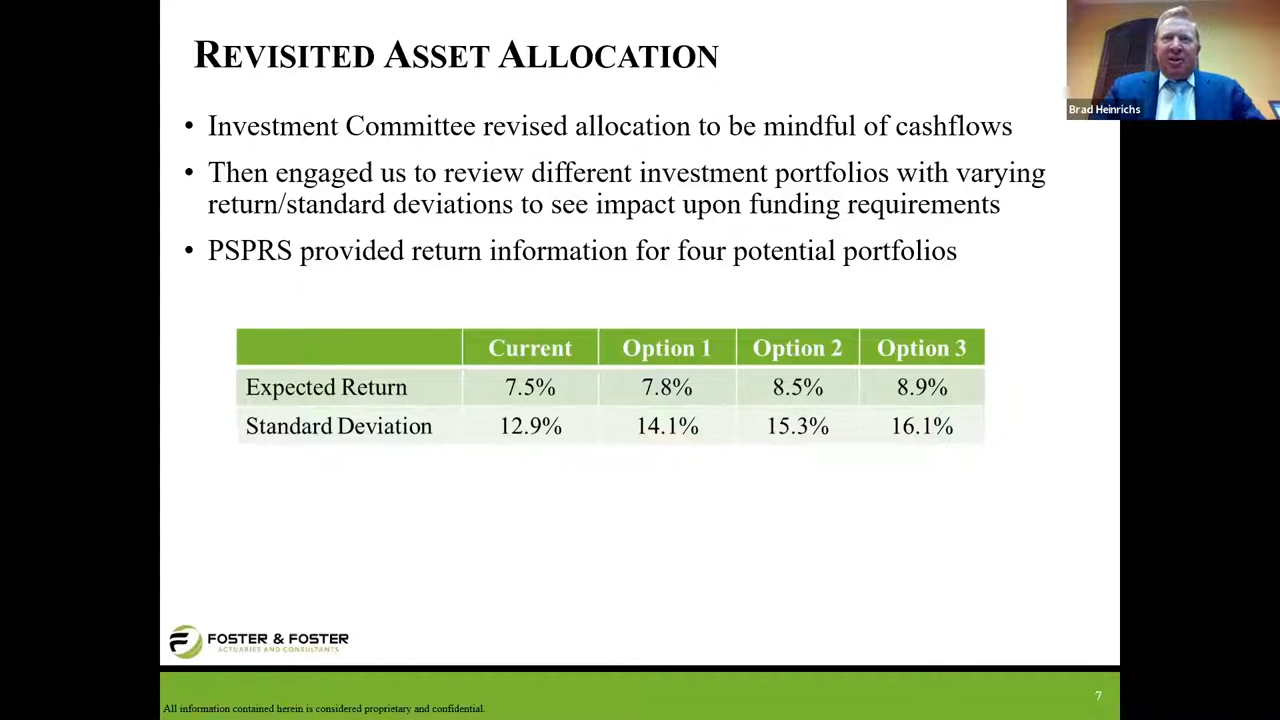 REVISITED ASSET ALLOCATION
Brad Heinrichs
• Investment Committee revised allocation to be mindful of cashflows
• Then engaged us to review different investment portfolios with varying
return/standard deviations to see impact upon funding requirements
• PSPRS provided return information for four potential portfolios
Current Option 1 Option 2 Option 3
Expected Return 7.5% 7.8% 8.5% 8.9%
Standard Deviation 12.9% 14.1% 15.3% 16.1%
FOSTER & FOSTER
ACTUARIES AND CONSULTANTS
7
All information contained herein is considered proprietary and confidential.